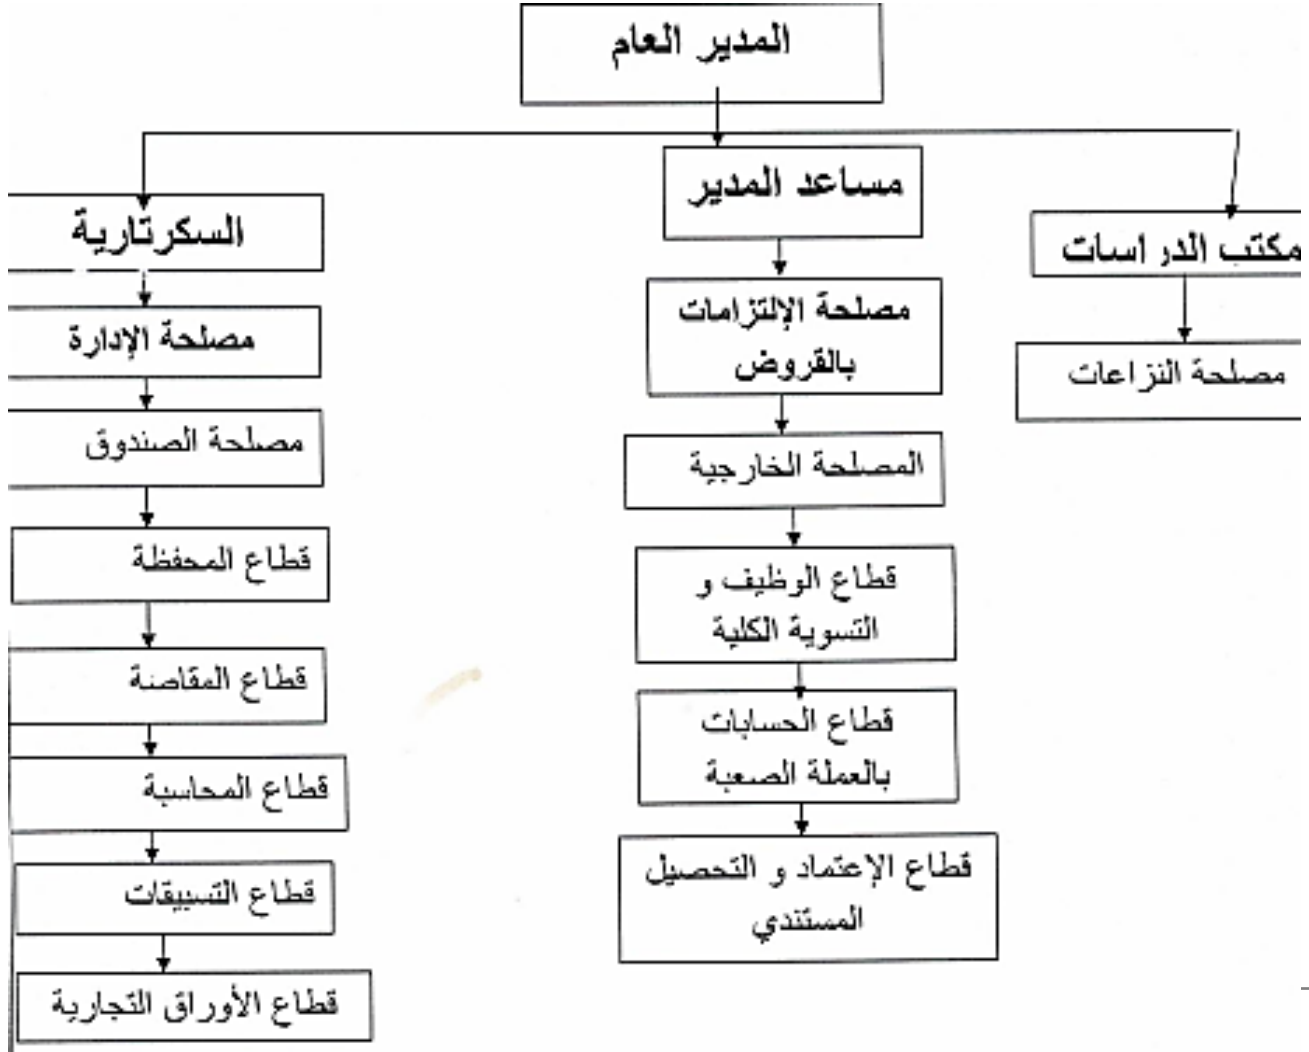 المدير العام
مكتب الدراسات
مصلحة النزاعات
مساعد المدير
مصلحة الإلتزامات
بالقروض
المصلحة الخارجية
قطاع الوظيف و
التسوية الكلية
قطاع الحسابات
بالعملة الصعبة
قطاع الإعتماد و التحصيل
المستندي
السكرتارية
مصلحة الإدارة
مصلحة الصندوق
قطاع المحفظة
قطاع المقاصة
قطاع المحاسبة
قطاع التسبيقات
قطاع الأوراق التجارية